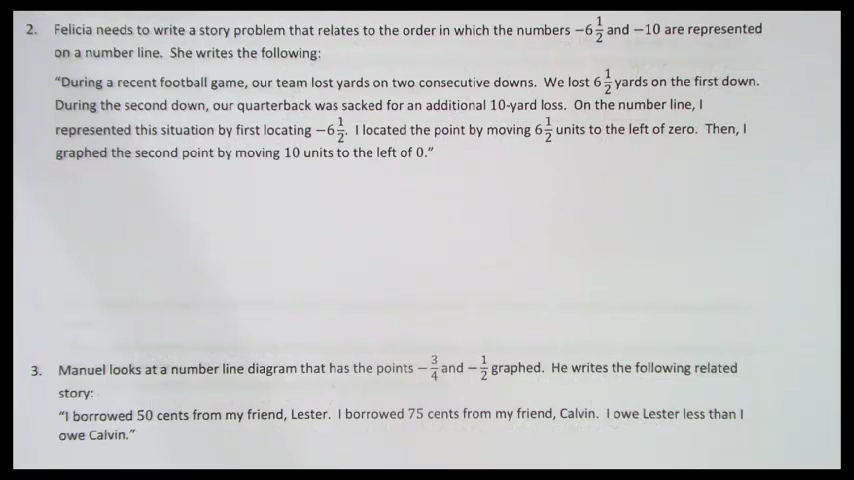 2. Felicia needs to write a story problem that relates to the order in which the numbers −6 1/2 and −10 are represented
on a number line. She writes the following:
"During a recent football game, our team lost yards on two consecutive downs. We lost 6 1/2 yards on the first down.
During the second down, our quarterback was sacked for an additional 10-yard loss. On the number line, I
represented this situation by first locating −6 1/2. I located the point by moving 6 1/2 units to the left of zero. Then, I
graphed the second point by moving 10 units to the left of 0."
3. Manuel looks at a number line diagram that has the points −3/4 and −1/2 graphed. He writes the following related
story:
"I borrowed 50 cents from my friend, Lester. I borrowed 75 cents from my friend, Calvin. I owe Lester less than I
owe Calvin."